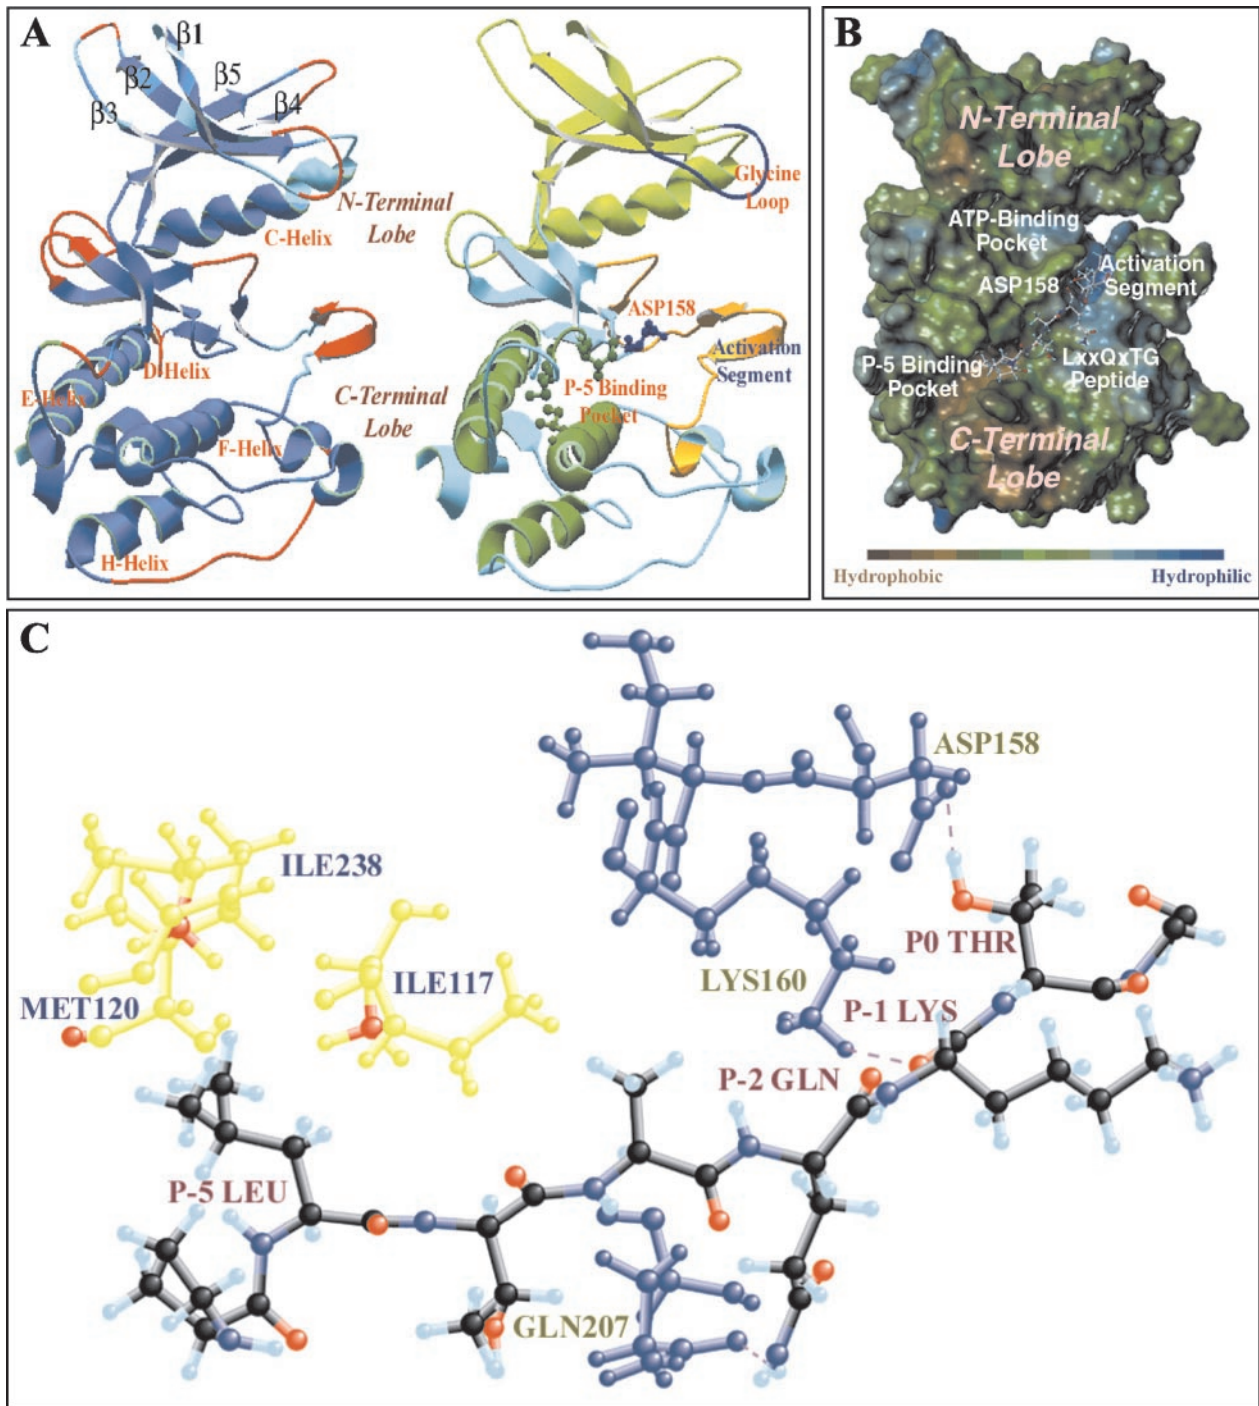 A
β1
β2
β5
β3
β4
N-Terminal
Lobe
C-Helix
D-Helix
E-Helix
C-Terminal
Lobe
F-Helix
H-Helix
Glycine
Loop
ASP158
Activation
Segment
P-5 Binding
Pocket
B
N-Terminal
Lobe
ATP-Binding
Pocket
ASP158
Activation
Segment
P-5 Binding
Pocket
LxxQxTG
Peptide
C-Terminal
Lobe
Hydrophobic
Hydrophilic
C
ASP158
ILE238
P0 THR
LYS160
ILE117
MET120
P-1 LYS
P-2 GLN
P-5 LEU
GLN207